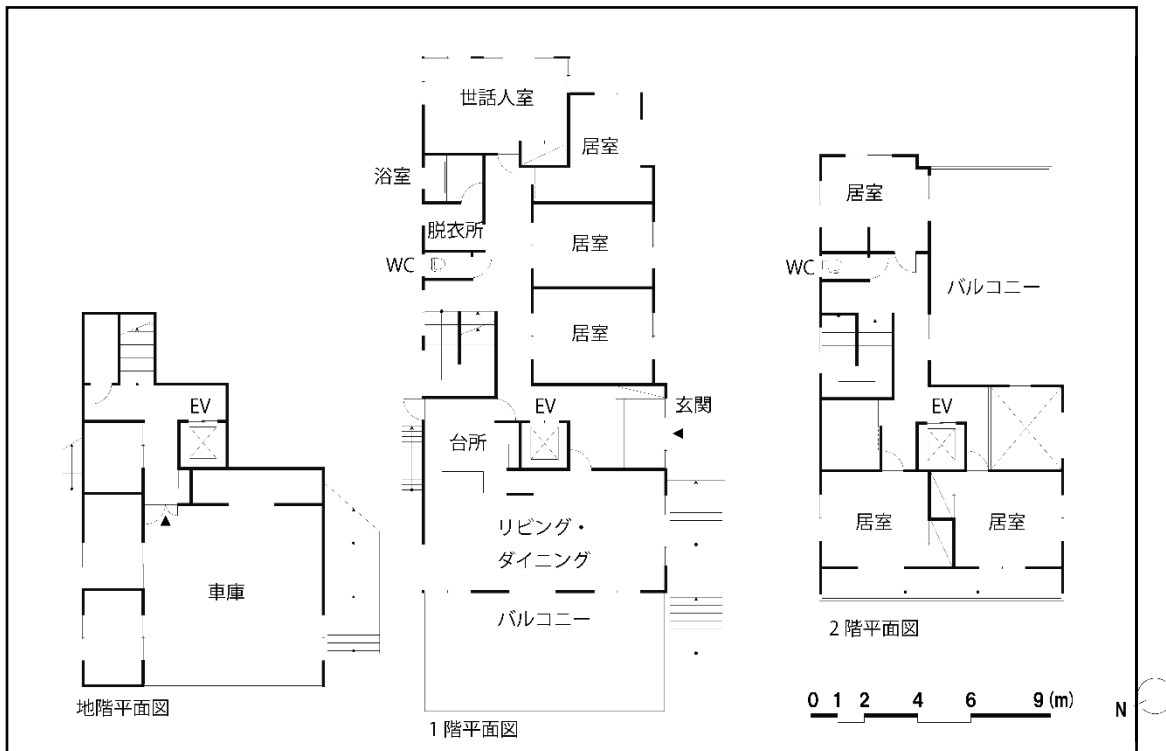 世話人室
居室
浴室
脱衣所
居室
WC
居室
EV
玄関
台所
リビング・
ダイニング
バルコニー
1階平面図
EV
車庫
地階平面図
居室
WC
バルコニー
EV
居室
居室
2階平面図
0 1 2 4 6 9 (m)
N